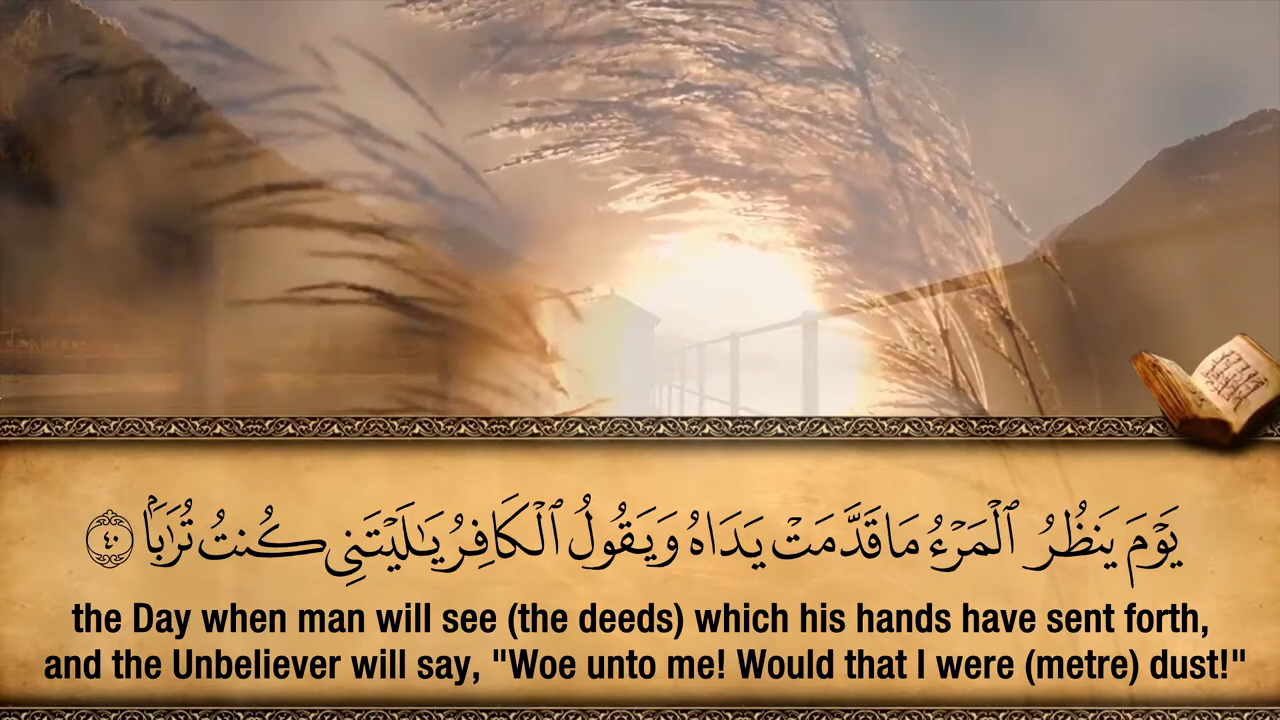 يَوْمَ يَنظُرُ ٱلْمَرْءُ مَا قَدَّمَتْ يَدَاهُ وَيَقُولُ ٱلْكَافِرُ يَـٰلَيْتَنِى كُنتُ تُرَٰبَۢا ٤٠
the Day when man will see (the deeds) which his hands have sent forth,
and the Unbeliever will say, "Woe unto me! Would that I were (metre) dust!"